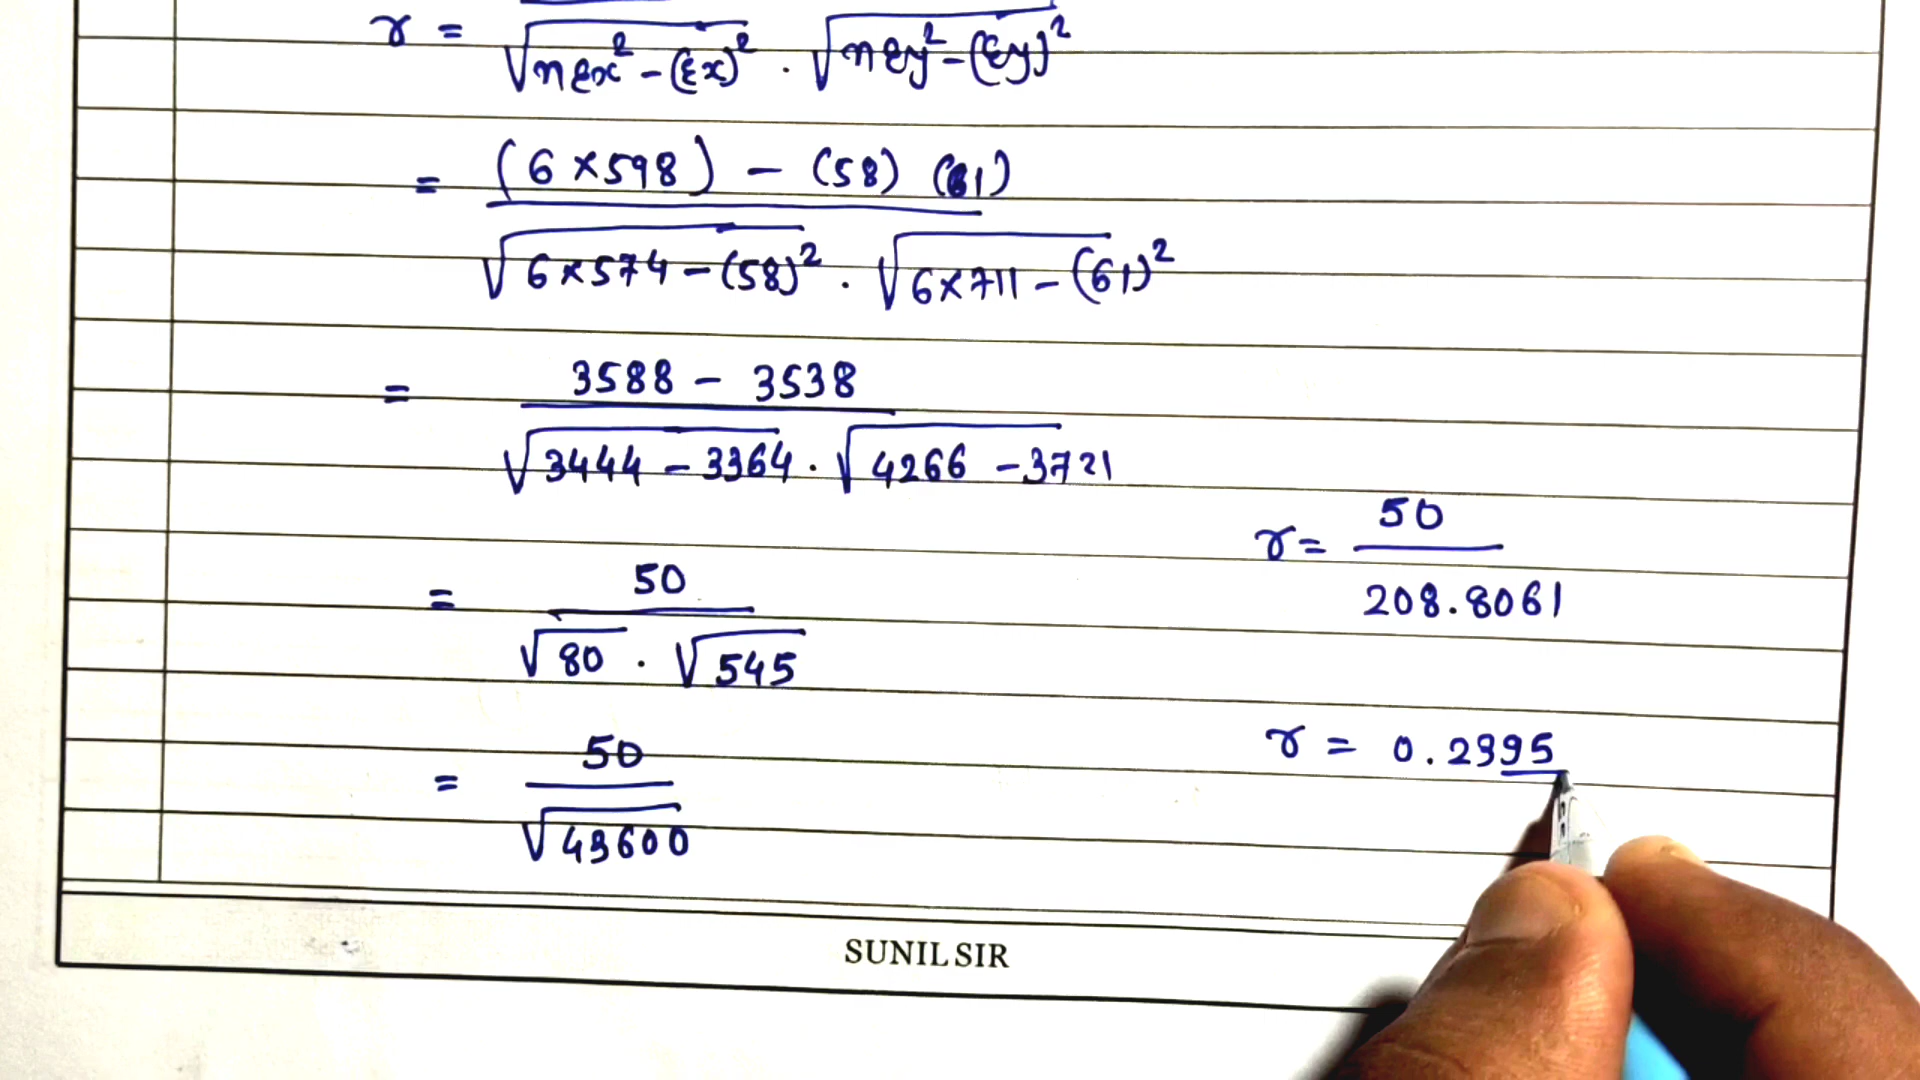 r = √nΣx² - (Σx)² . √nΣy² - (Σy)²
= (6 × 598) - (58) (61)
√6 × 574 - (58)² . √6 × 711 - (61)²
= 3588 - 3538
√3444 - 3364 . √4266 - 3721
= 50
√80 . √545
= 50
√43600
r = 50
208.8061
r = 0.2395
SUNIL SIR